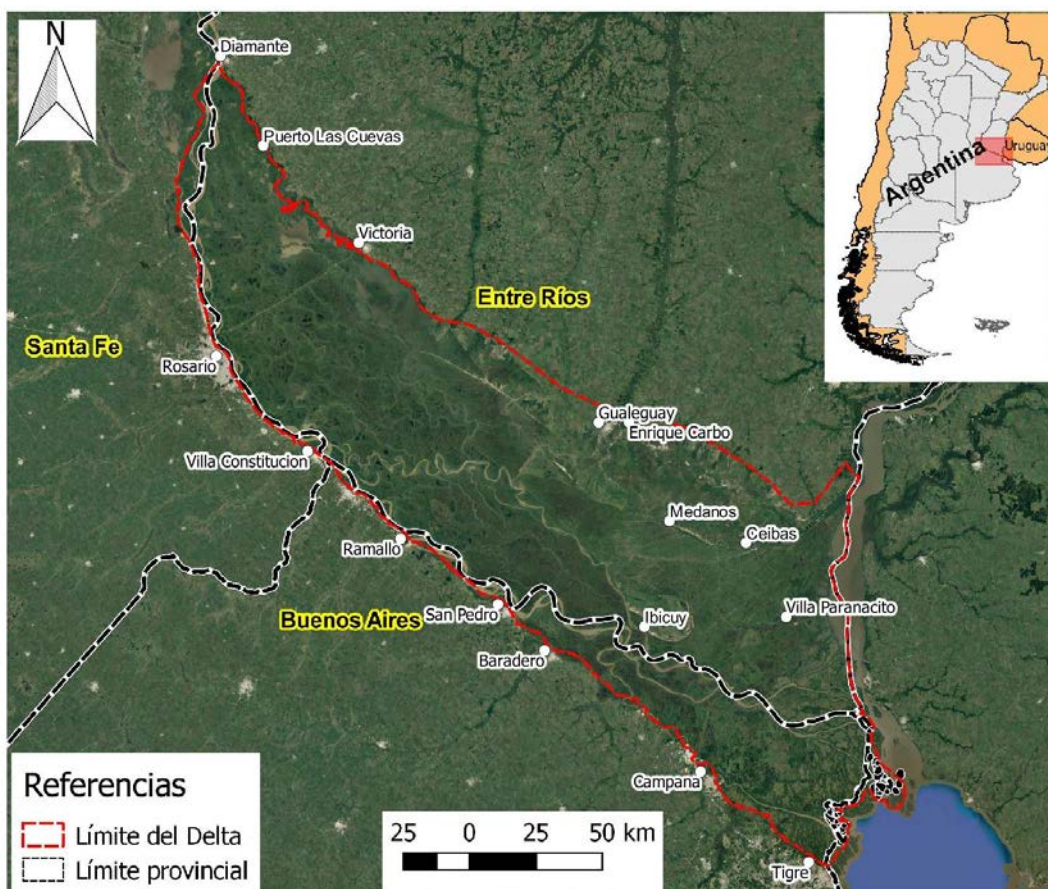 N
Diamante
Puerto Las Cuevas
Victoria
Entre Ríos
Santa Fe
Rosario
Gualeguay
Enrique Carbo
Villa Constitucion
Medanos
Ceibas
Ramallo
Buenos Aires
San Pedro
Ibicuy
Villa Paranacito
Baradero
Campana
Tigre
Argentina
Uruguay
Referencias
Límite del Delta
Límite provincial
25 0 25 50 km